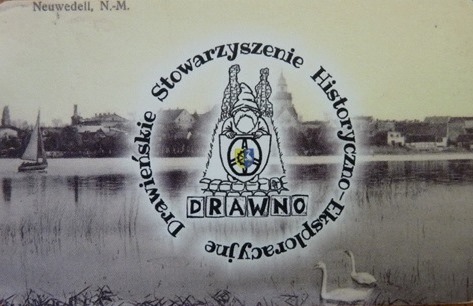 Neuwedell, N.-M.
Drawieńskie Stowarzyszenie Historyczno-Eksploracyjne
DRAWNO